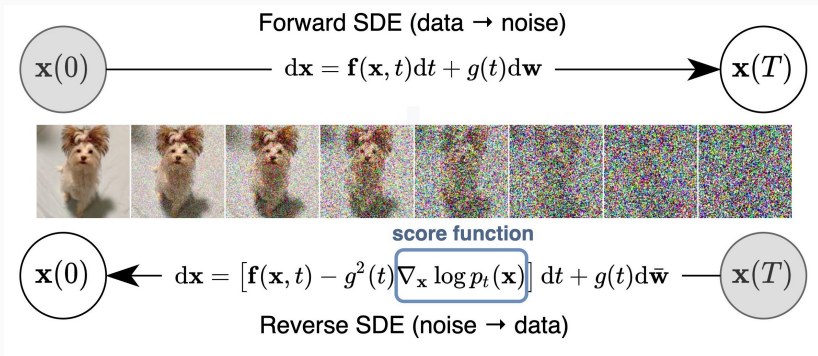 Forward SDE (data → noise)
x(0) dx = f(x, t)dt + g(t)dw x(T)
score function
x(0) dx = [f(x, t) − g²(t)∇ₓ log pₜ(x)] dt + g(t)dw̄ x(T)
Reverse SDE (noise → data)